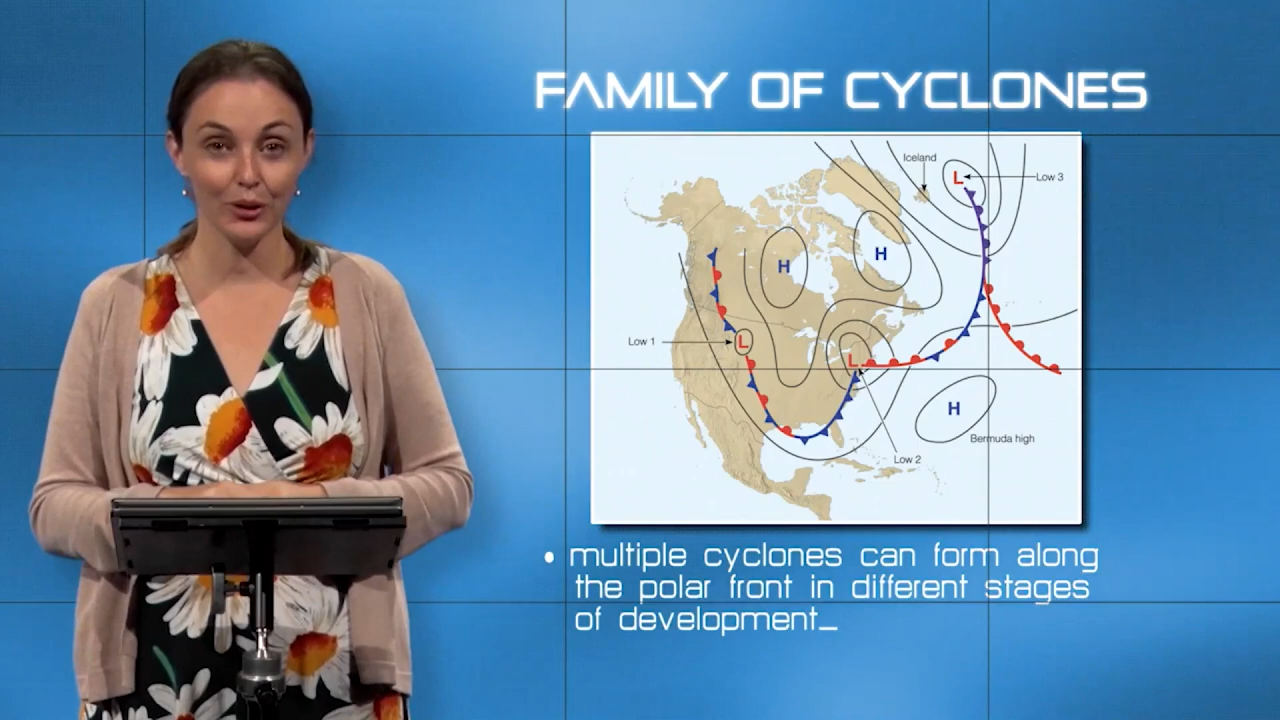 FAMILY OF CYCLONES
Iceland
L
Low 3
H
H
Low 1
L
L
H
Bermuda high
Low 2
• multiple cyclones can form along
the polar front in different stages
of development_